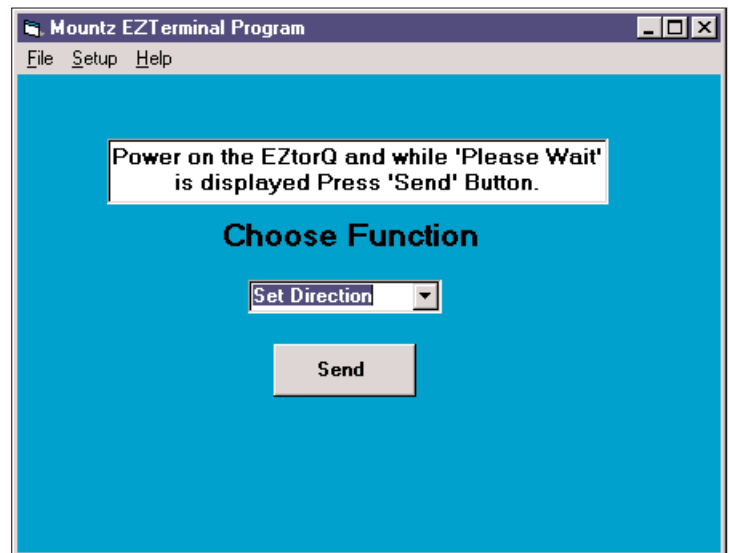 Mountz EZTerminal Program
File Setup Help
Power on the EZtorQ and while 'Please Wait'
is displayed Press 'Send' Button.
Choose Function
Set Direction
Send